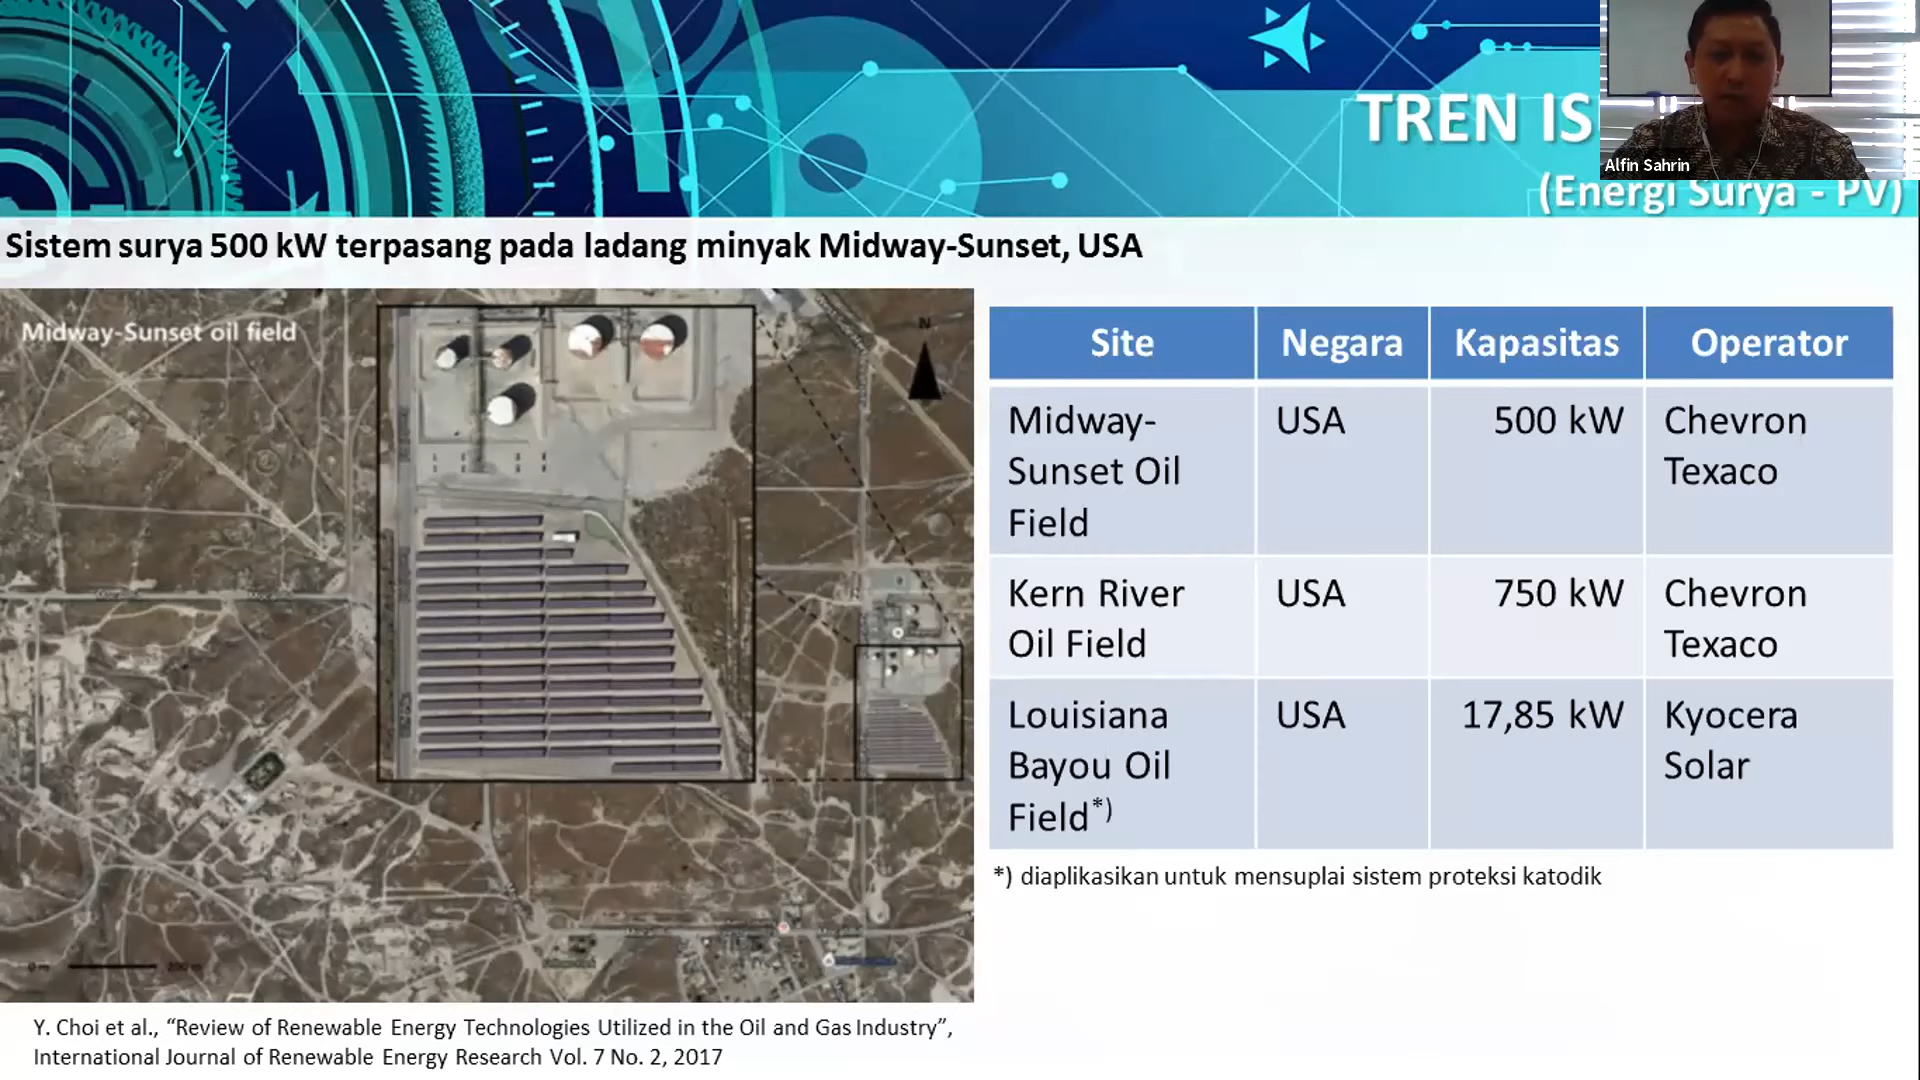 TREN IS
Alfin Sahrin
(Energi Surya - PV)
Sistem surya 500 kW terpasang pada ladang minyak Midway-Sunset, USA
Midway-Sunset oil field
N
0 m
Site Negara Kapasitas Operator
Midway-
Sunset Oil
Field
USA
500 kW
Chevron
Texaco
Kern River
Oil Field
USA
750 kW
Chevron
Texaco
Louisiana
Bayou Oil
Field*)
USA
17,85 kW
Kyocera
Solar
*) diaplikasikan untuk mensuplai sistem proteksi katodik
Y. Choi et al., “Review of Renewable Energy Technologies Utilized in the Oil and Gas Industry”,
International Journal of Renewable Energy Research Vol. 7 No. 2, 2017